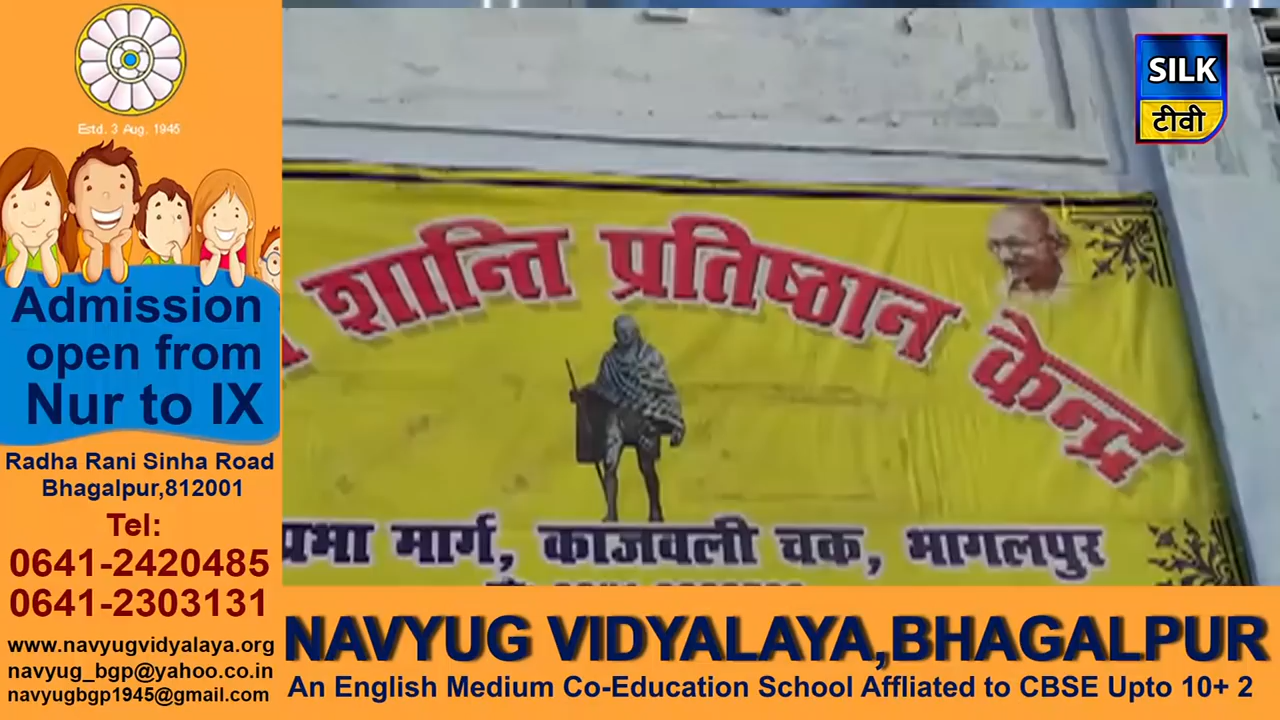 Estd. 3 Aug. 1945
Admission
open from
Nur to IX
Radha Rani Sinha Road
Bhagalpur,812001
Tel:
0641-2420485
0641-2303131
www.navyugvidyalaya.org
navyug_bgp@yahoo.co.in
navyugbgp1945@gmail.com
SILK
टीवी
शान्ति प्रतिष्ठान केन्द्र
प्रभा मार्ग, काजवली चक, भागलपुर
NAVYUG VIDYALAYA,BHAGALPUR
An English Medium Co-Education School Affliated to CBSE Upto 10+ 2